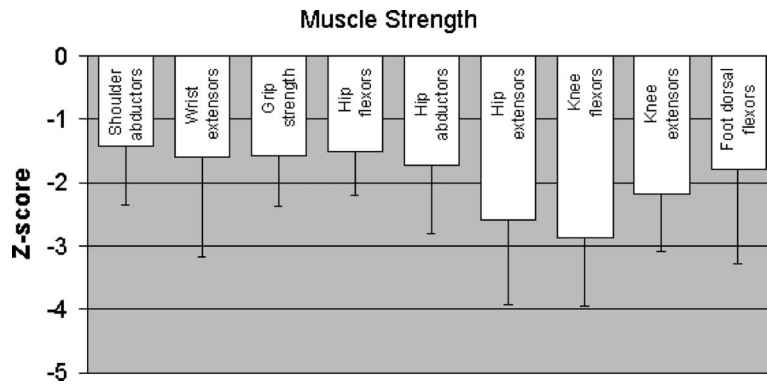 Muscle Strength
Z-score
0
-1
-2
-3
-4
-5
Shoulder
abductors
Wrist
extensors
Grip
strength
Hip
flexors
Hip
abductors
Hip
extensors
Knee
flexors
Knee
extensors
Foot dorsal
flexors